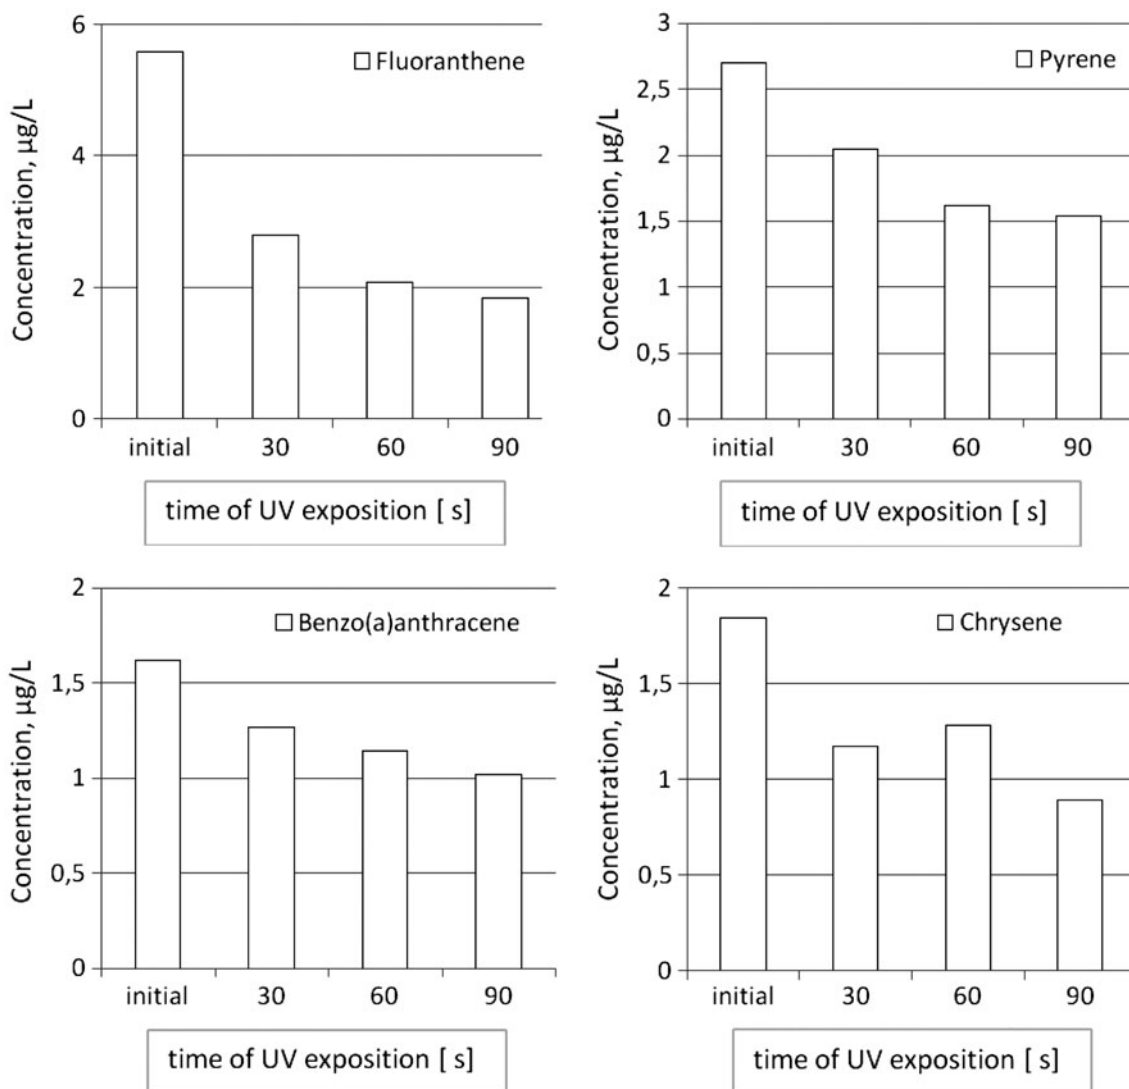 Concentration, µg/L
6
4
2
0
Fluoranthene
initial 30 60 90
time of UV exposition [ s]
Concentration, µg/L
3
2,5
2
1,5
1
0,5
0
Pyrene
initial 30 60 90
time of UV exposition [ s]
Concentration, µg/L
2
1,5
1
0,5
0
Benzo(a)anthracene
initial 30 60 90
time of UV exposition [ s]
Concentration, µg/L
2
1,5
1
0,5
0
Chrysene
initial 30 60 90
time of UV exposition [ s]